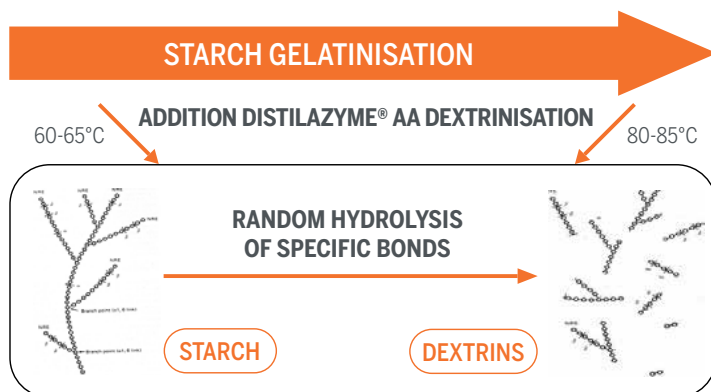 STARCH GELATINISATION
ADDITION DISTILAZYME® AA DEXTRINISATION
60-65°C
80-85°C
RANDOM HYDROLYSIS
OF SPECIFIC BONDS
STARCH
DEXTRINS